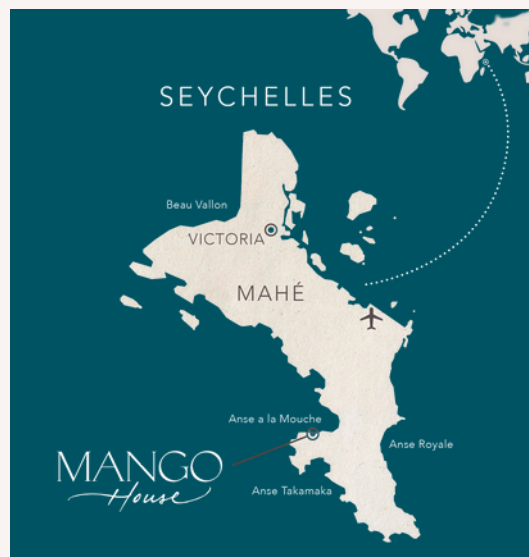 SEYCHELLES
Beau Vallon
VICTORIA
MAHÉ
Anse a la Mouche
Anse Royale
MANGO
House
Anse Takamaka